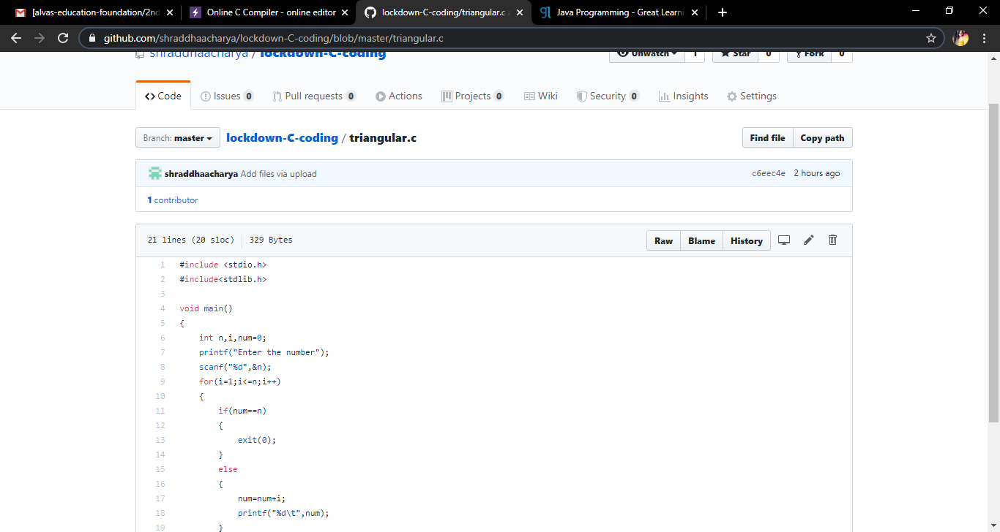 [alvas-education-foundation/2nd
Online C Compiler - online editor
lockdown-C-coding/triangular.c a
Java Programming - Great Learni
github.com/shraddhaacharya/lockdown-C-coding/blob/master/triangular.c
shraddhaacharya / lockdown-C-coding
Unwatch 1 Star 0 Fork 0
Code Issues 0 Pull requests 0 Actions Projects 0 Wiki Security 0 Insights Settings
Branch: master lockdown-C-coding / triangular.c Find file Copy path
shraddhaacharya Add files via upload c6eec4e 2 hours ago
1 contributor
21 lines (20 sloc) 329 Bytes Raw Blame History
1 #include <stdio.h>
2 #include<stdlib.h>
3
4 void main()
5 {
6 int n,i,num=0;
7 printf("Enter the number");
8 scanf("%d",&n);
9 for(i=1;i<=n;i++)
10 {
11 if(num==n)
12 {
13 exit(0);
14 }
15 else
16 {
17 num=num+i;
18 printf("%d\t",num);
19 }